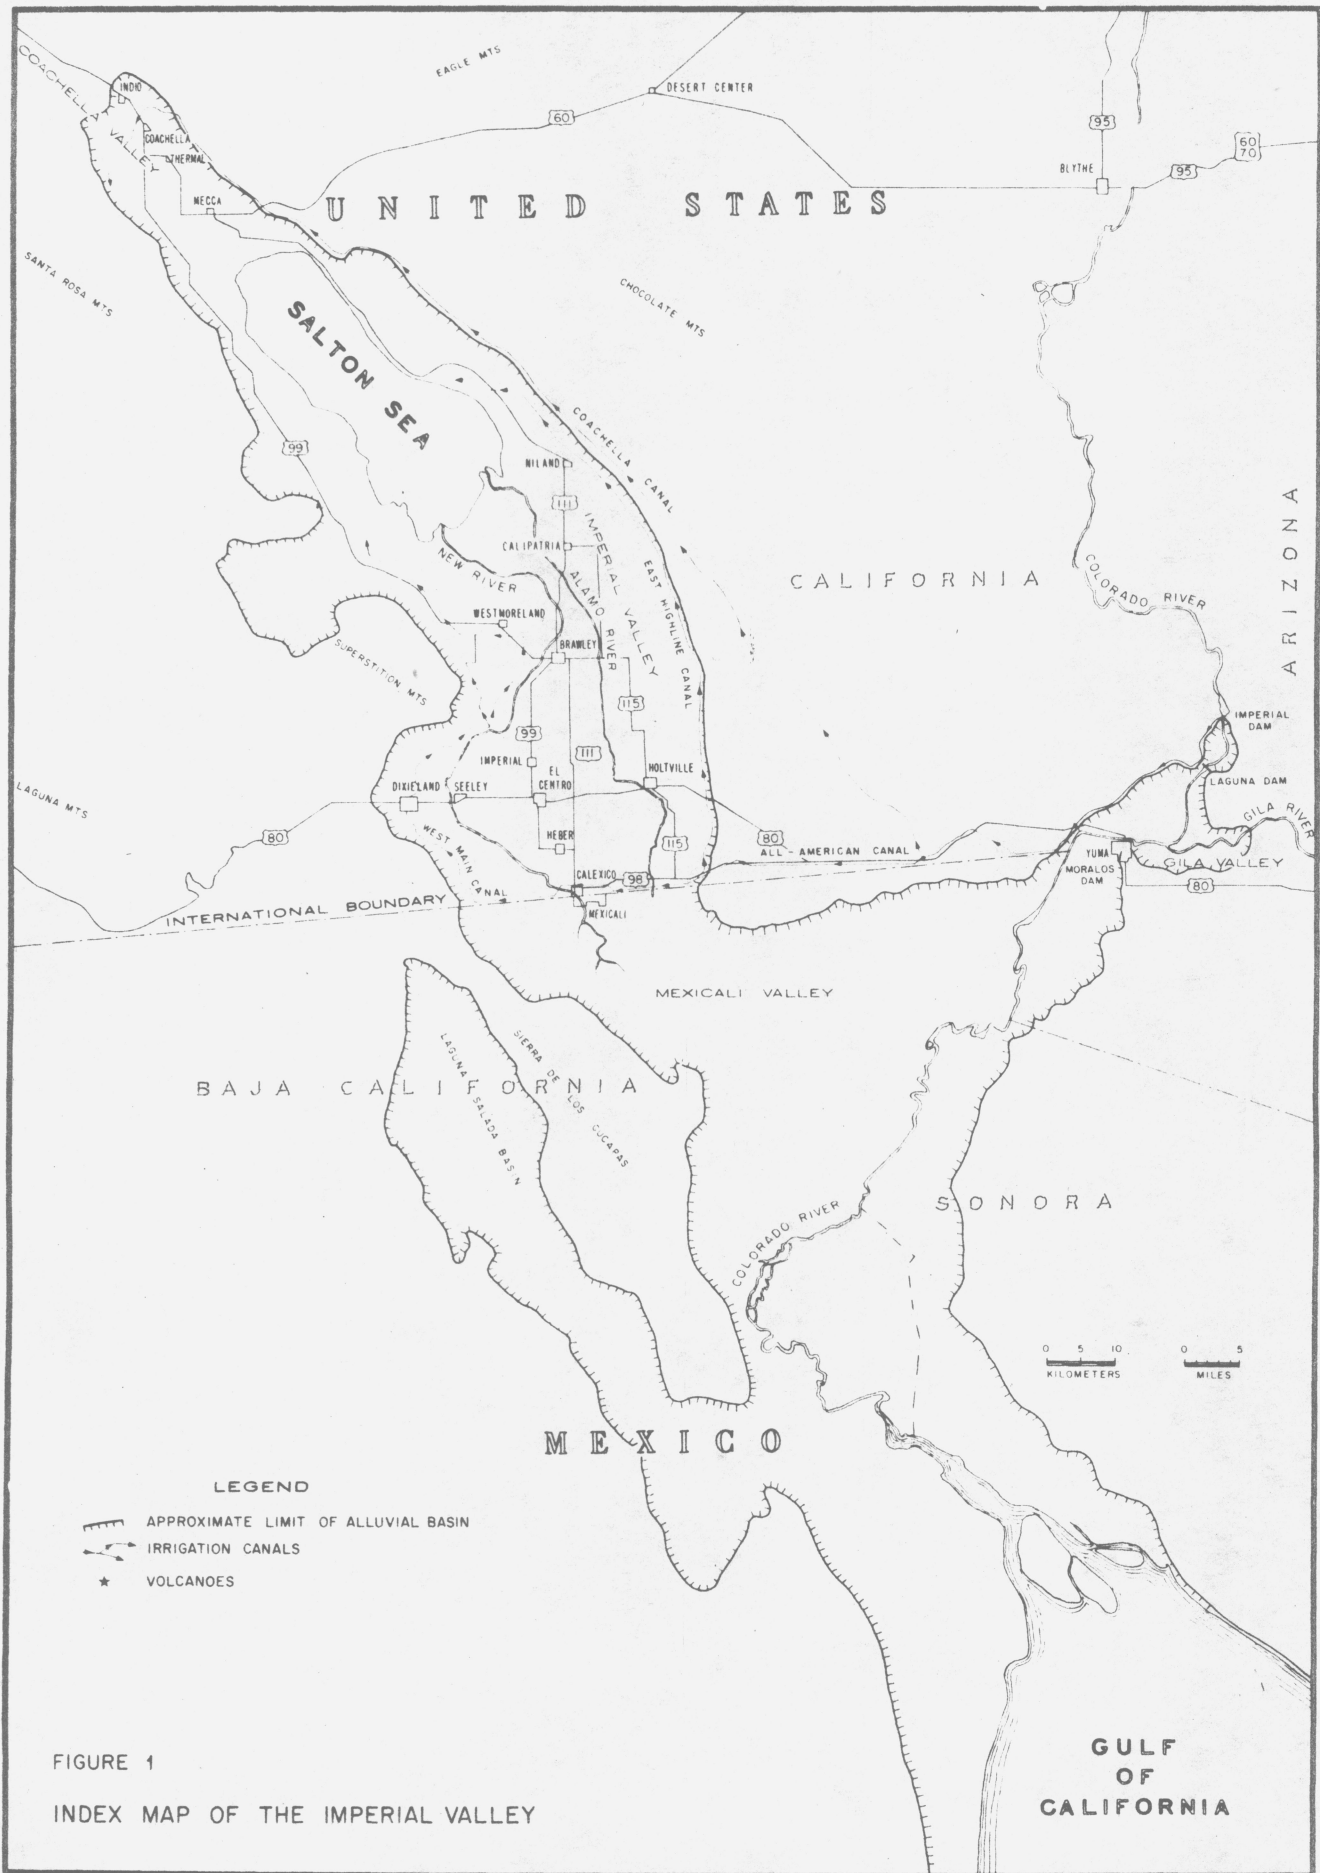 COACHELLA VALLEY
EAGLE MTS
INDIO
DESERT CENTER
60
95
COACHELLA
THERMAL
60
70
95
BLYTHE
MECCA
UNITED STATES
SANTA ROSA MTS
CHOCOLATE MTS
SALTON SEA
COACHELLA CANAL
99
NILAND
111
IMPERIAL VALLEY
CALIPATRIA
NEW RIVER
ALAMO RIVER
EAST HIGHLINE CANAL
CALIFORNIA
COLORADO RIVER
ARIZONA
WESTMORELAND
BRAWLEY
SUPERSTITION MTS
115
99
111
IMPERIAL
IMPERIAL
DAM
EL
CENTRO
HOLTVILLE
LAGUNA DAM
DIXIELAND
SEELEY
LAGUNA MTS
80
WEST MAIN CANAL
HEBER
115
80
ALL-AMERICAN CANAL
GILA RIVER
YUMA
GILA VALLEY
MORALOS
DAM
80
CALEXICO
98
INTERNATIONAL BOUNDARY
MEXICALI
MEXICALI VALLEY
LAGUNA SALADA BASIN
SIERRA DE LOS CUCAPAS
BAJA CALIFORNIA
SONORA
COLORADO RIVER
0 5 10
KILOMETERS
0 5
MILES
MEXICO
LEGEND
APPROXIMATE LIMIT OF ALLUVIAL BASIN
IRRIGATION CANALS
VOLCANOES
GULF
OF
CALIFORNIA
FIGURE 1
INDEX MAP OF THE IMPERIAL VALLEY